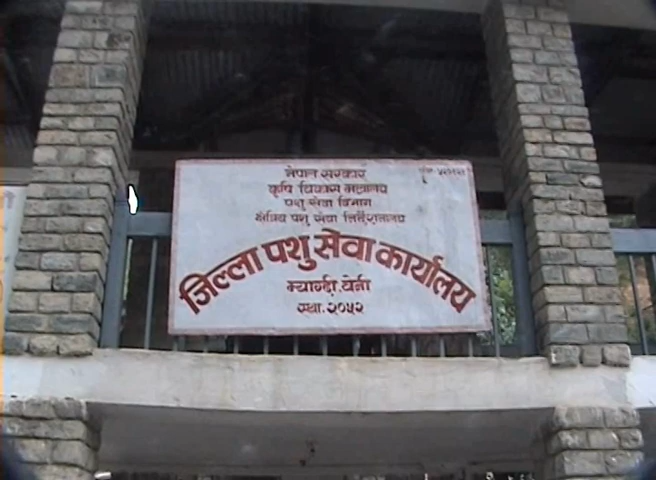 नेपाल सरकार
कृषि विकास मन्त्रालय
पशु सेवा विभाग
क्षेत्रिय पशु सेवा निर्देशनालय
जिल्ला पशु सेवा कार्यालय
म्याग्दी, बेनी
स्था. २०५२